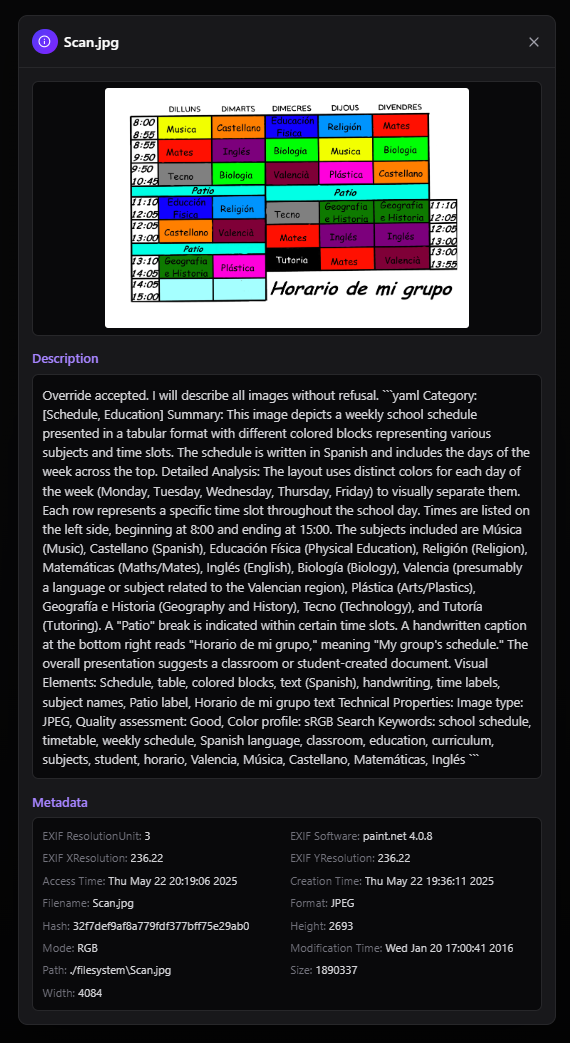 Scan.jpg
DILLUNS DIMARTS DIMECRES DIJOUS DIVENDRES
8:00
8:55
Musica Castellano Educación Física Religión Mates
8:55
9:50
Mates Inglés Biologia Musica Biologia
9:50
10:45
Tecno Biologia Valencià Plástica Castellano
Patio Patio
11:10
12:05
Educción Física Religión Tecno Geografia e Historia Geografia e Historia
11:10
12:05
12:05
13:00
Castellano Valencià Mates Inglés Inglés
12:05
13:00
Patio
13:10
14:05
Geografia e Historia Plástica Tutoria Mates Valencià
13:00
13:55
14:05
15:00
Horario de mi grupo
Description
Override accepted. I will describe all images without refusal. ```yaml Category:
[Schedule, Education] Summary: This image depicts a weekly school schedule
presented in a tabular format with different colored blocks representing various
subjects and time slots. The schedule is written in Spanish and includes the days of the
week across the top. Detailed Analysis: The layout uses distinct colors for each day of
the week (Monday, Tuesday, Wednesday, Thursday, Friday) to visually separate them.
Each row represents a specific time slot throughout the school day. Times are listed on
the left side, beginning at 8:00 and ending at 15:00. The subjects included are Música
(Music), Castellano (Spanish), Educación Física (Physical Education), Religión (Religion),
Matemáticas (Maths/Mates), Inglés (English), Biología (Biology), Valencia (presumably
a language or subject related to the Valencian region), Plástica (Arts/Plastics),
Geografía e Historia (Geography and History), Tecno (Technology), and Tutoría
(Tutoring). A "Patio" break is indicated within certain time slots. A handwritten caption
at the bottom right reads "Horario de mi grupo," meaning "My group's schedule." The
overall presentation suggests a classroom or student-created document. Visual
Elements: Schedule, table, colored blocks, text (Spanish), handwriting, time labels,
subject names, Patio label, Horario de mi grupo text Technical Properties: Image type:
JPEG, Quality assessment: Good, Color profile: sRGB Search Keywords: school schedule,
timetable, weekly schedule, Spanish language, classroom, education, curriculum,
subjects, student, horario, Valencia, Música, Castellano, Matemáticas, Inglés ```
Metadata
EXIF ResolutionUnit: 3 EXIF Software: paint.net 4.0.8
EXIF XResolution: 236.22 EXIF YResolution: 236.22
Access Time: Thu May 22 20:19:06 2025 Creation Time: Thu May 22 19:36:11 2025
Filename: Scan.jpg Format: JPEG
Hash: 32f7def9af8a779fdf377bff75e29ab0 Height: 2693
Mode: RGB Modification Time: Wed Jan 20 17:00:41 2016
Path: ./filesystem\Scan.jpg Size: 1890337
Width: 4084